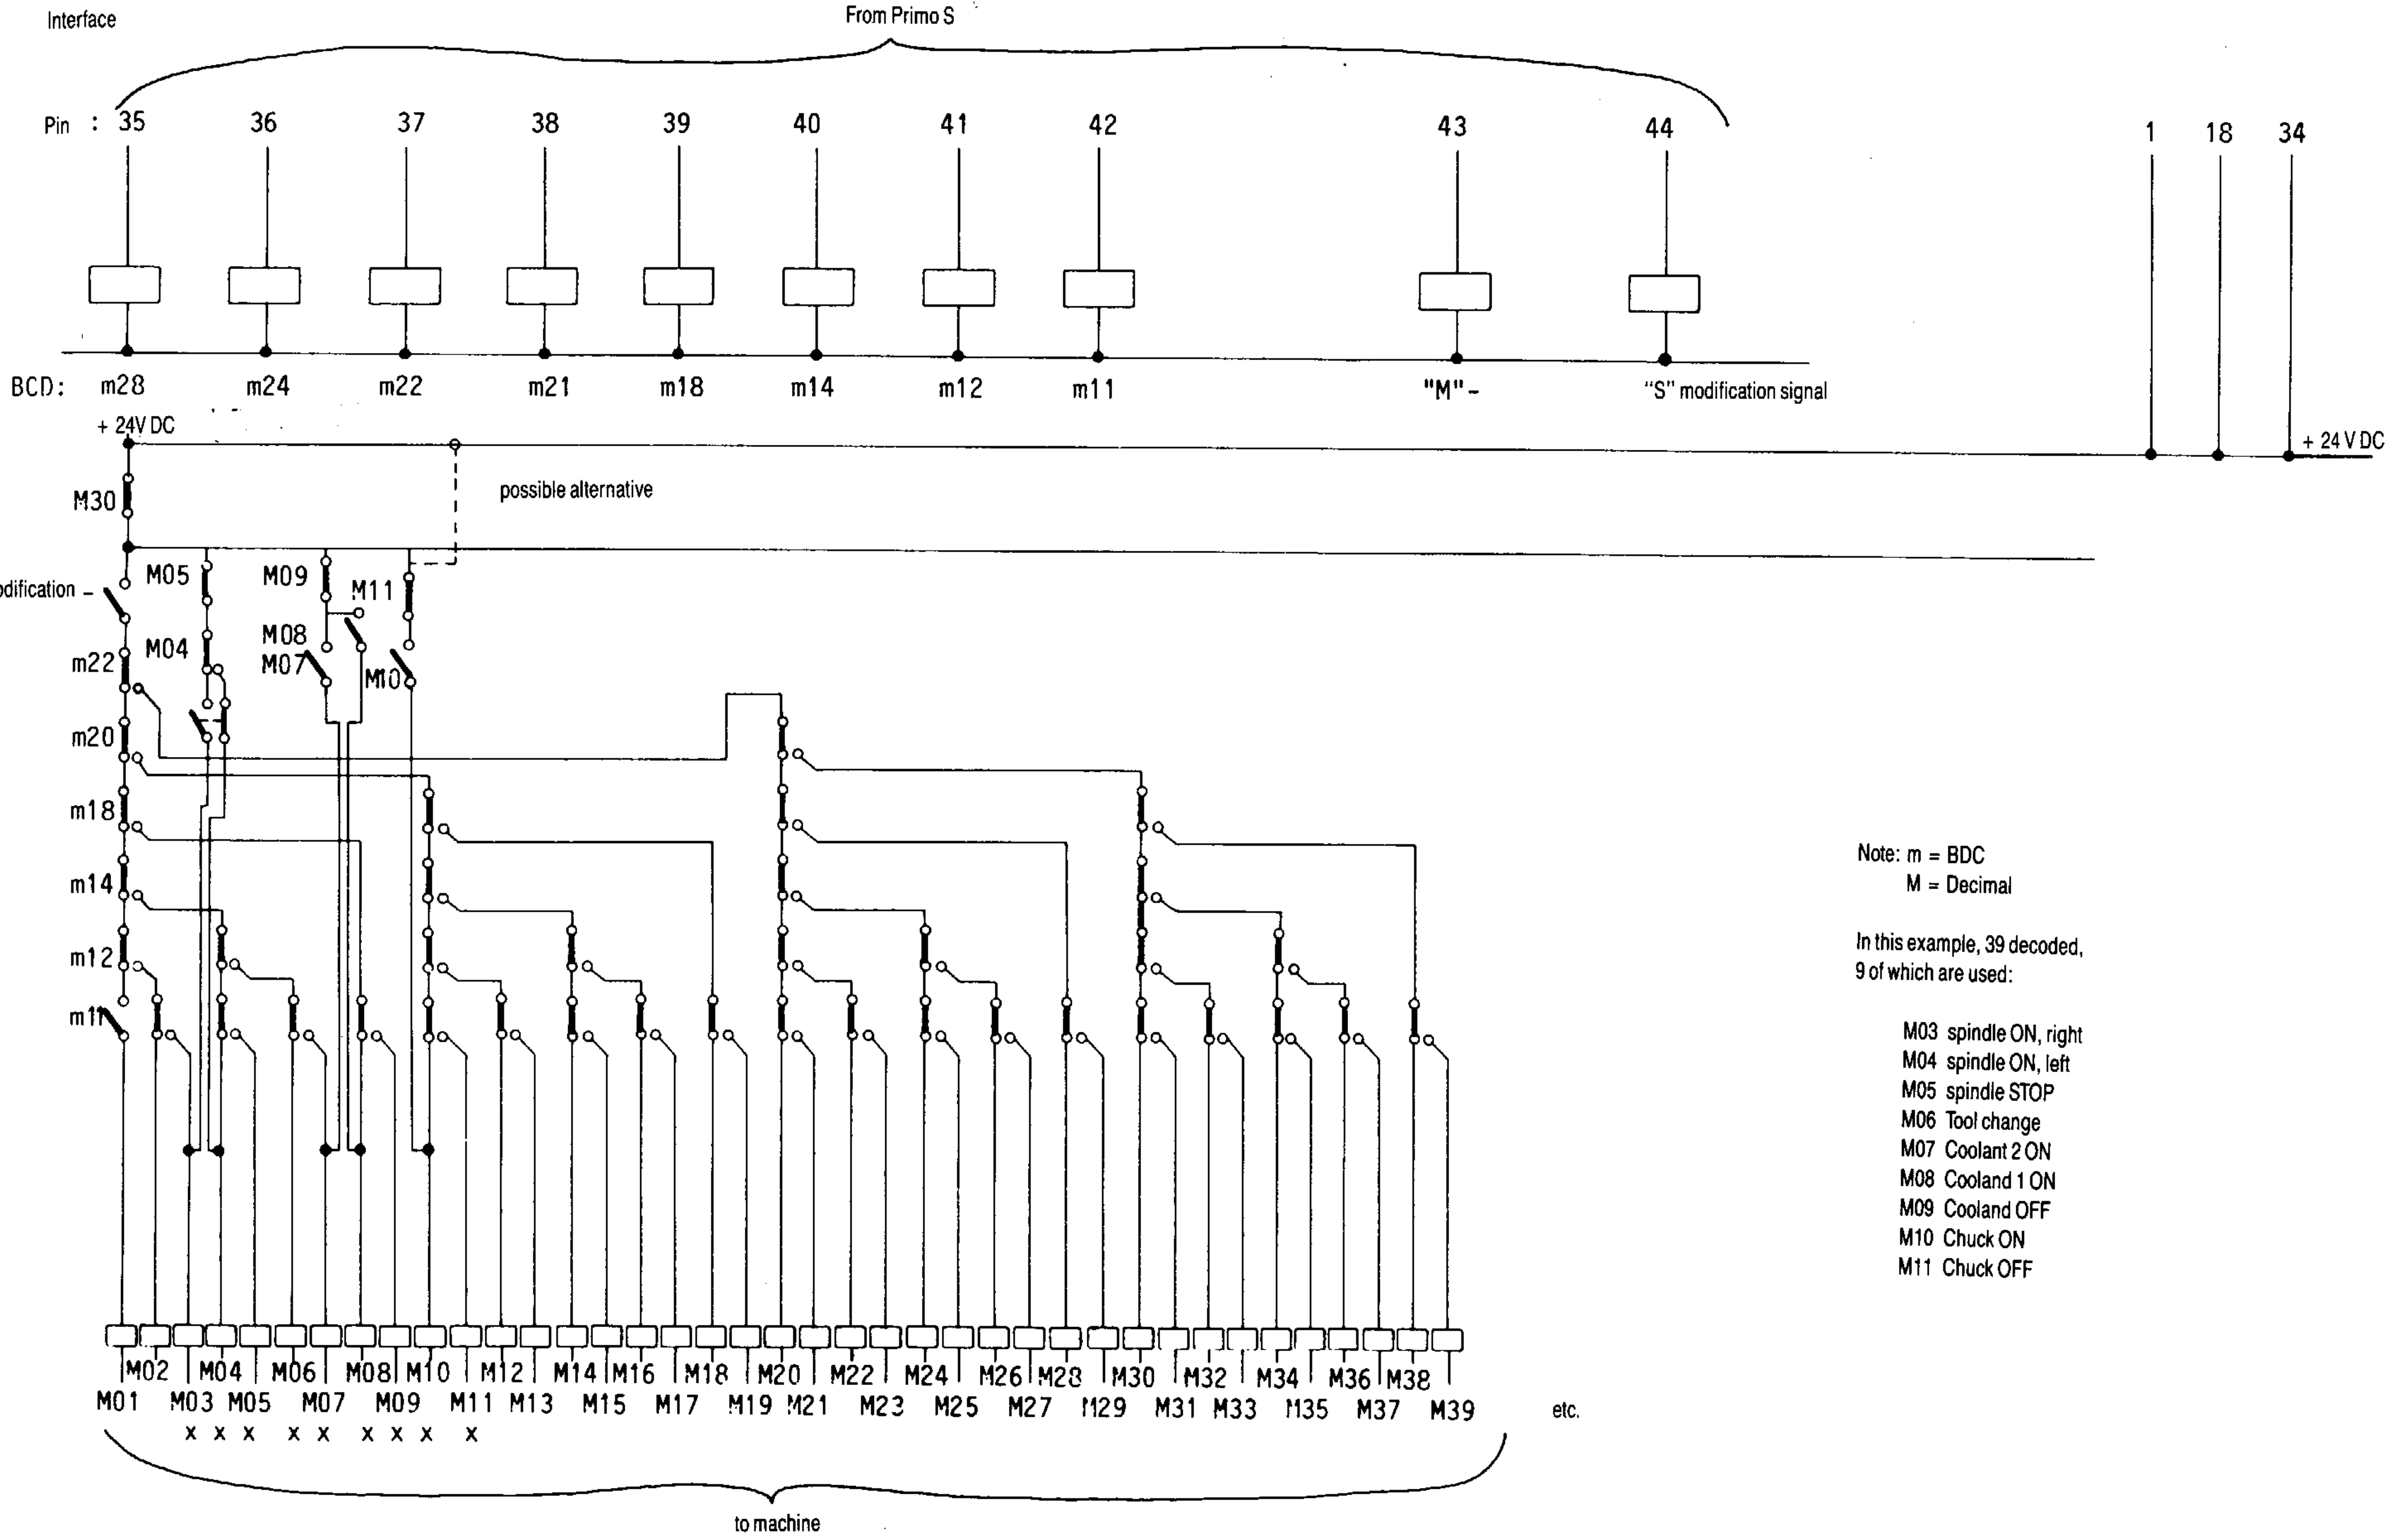 Interface
From Primo S
Pin : 35 36 37 38 39 40 41 42 43 44 1 18 34
BCD: m28 m24 m22 m21 m18 m14 m12 m11 "M"- "S" modification signal
+ 24V DC
+ 24 V DC
M30
possible alternative
M05
M09
M11
odification -
M08
M04
m22
M07
M10
m20
m18
m14
m12
m11
Note: m = BDC
M = Decimal
In this example, 39 decoded,
9 of which are used:
M03 spindle ON, right
M04 spindle ON, left
M05 spindle STOP
M06 Tool change
M07 Coolant 2 ON
M08 Cooland 1 ON
M09 Cooland OFF
M10 Chuck ON
M11 Chuck OFF
M02 M04 M06 M08 M10 M12 M14 M16 M18 M20 M22 M24 M26 M28 M30 M32 M34 M36 M38
M01 M03 M05 M07 M09 M11 M13 M15 M17 M19 M21 M23 M25 M27 M29 M31 M33 M35 M37 M39 etc.
x x x x x x x x x
to machine